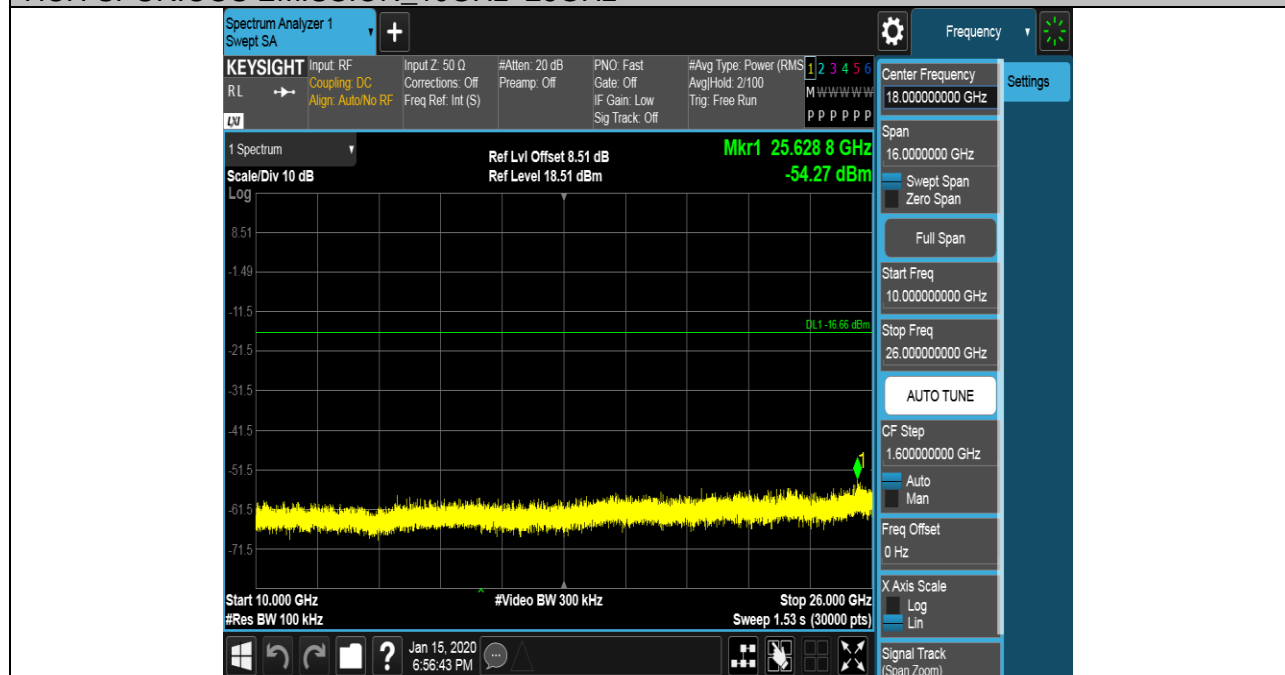 Spectrum Analyzer 1
Swept SA
+
Frequency
KEYSIGHT
RL
LXI
Input: RF
Coupling: DC
Align: Auto/No RF
Input Z: 50 Ω
Corrections: Off
Freq Ref: Int (S)
#Atten: 20 dB
Preamp: Off
PNO: Fast
Gate: Off
IF Gain: Low
Sig Track: Off
#Avg Type: Power (RMS
Avg|Hold: 2/100
Trig: Free Run
1 2 3 4 5 6
M W W W W W
P P P P P P
1 Spectrum
Scale/Div 10 dB
Ref Lvl Offset 8.51 dB
Ref Level 18.51 dBm
Mkr1 25.628 8 GHz
-54.27 dBm
Log
8.51
-1.49
-11.5
DL1 -16.66 dBm
-21.5
-31.5
-41.5
1
-51.5
-61.5
-71.5
Start 10.000 GHz
#Res BW 100 kHz
#Video BW 300 kHz
Stop 26.000 GHz
Sweep 1.53 s (30000 pts)
?
Jan 15, 2020
6:56:43 PM
Center Frequency
18.000000000 GHz
Settings
Span
16.0000000 GHz
Swept Span
Zero Span
Full Span
Start Freq
10.000000000 GHz
Stop Freq
26.000000000 GHz
AUTO TUNE
CF Step
1.600000000 GHz
Auto
Man
Freq Offset
0 Hz
X Axis Scale
Log
Lin
Signal Track
(Span Zoom)